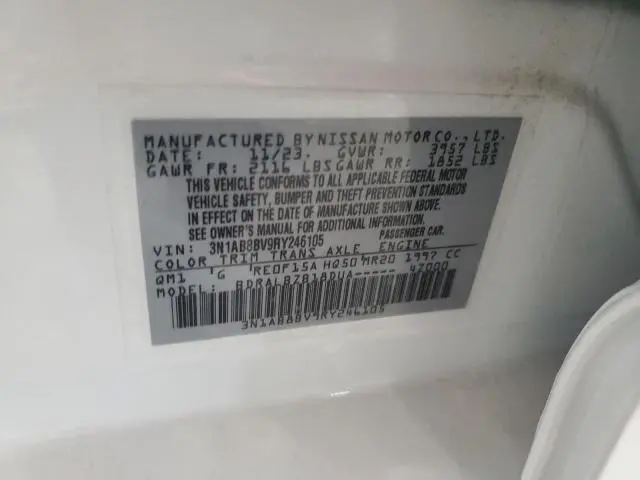 MANUFACTURED BY NISSAN MOTOR CO., LTD.
DATE: 11/23 GVWR: 3957 LBS
GAWR FR: 2116 LBS GAWR RR: 1852 LBS
THIS VEHICLE CONFORMS TO ALL APPLICABLE FEDERAL MOTOR
VEHICLE SAFETY, BUMPER AND THEFT PREVENTION STANDARDS
IN EFFECT ON THE DATE OF MANUFACTURE SHOWN ABOVE.
SEE OWNER'S MANUAL FOR ADDITIONAL INFORMATION.
VIN: 3N1AB8BV9RY246105 PASSENGER CAR.
COLOR TRIM TRANS AXLE ENGINE
QM1 G RE0F15A HQ50 MR20 1997 CC
BDRALBZB18DUA----- 47000
3N1AB8BV9RY246105